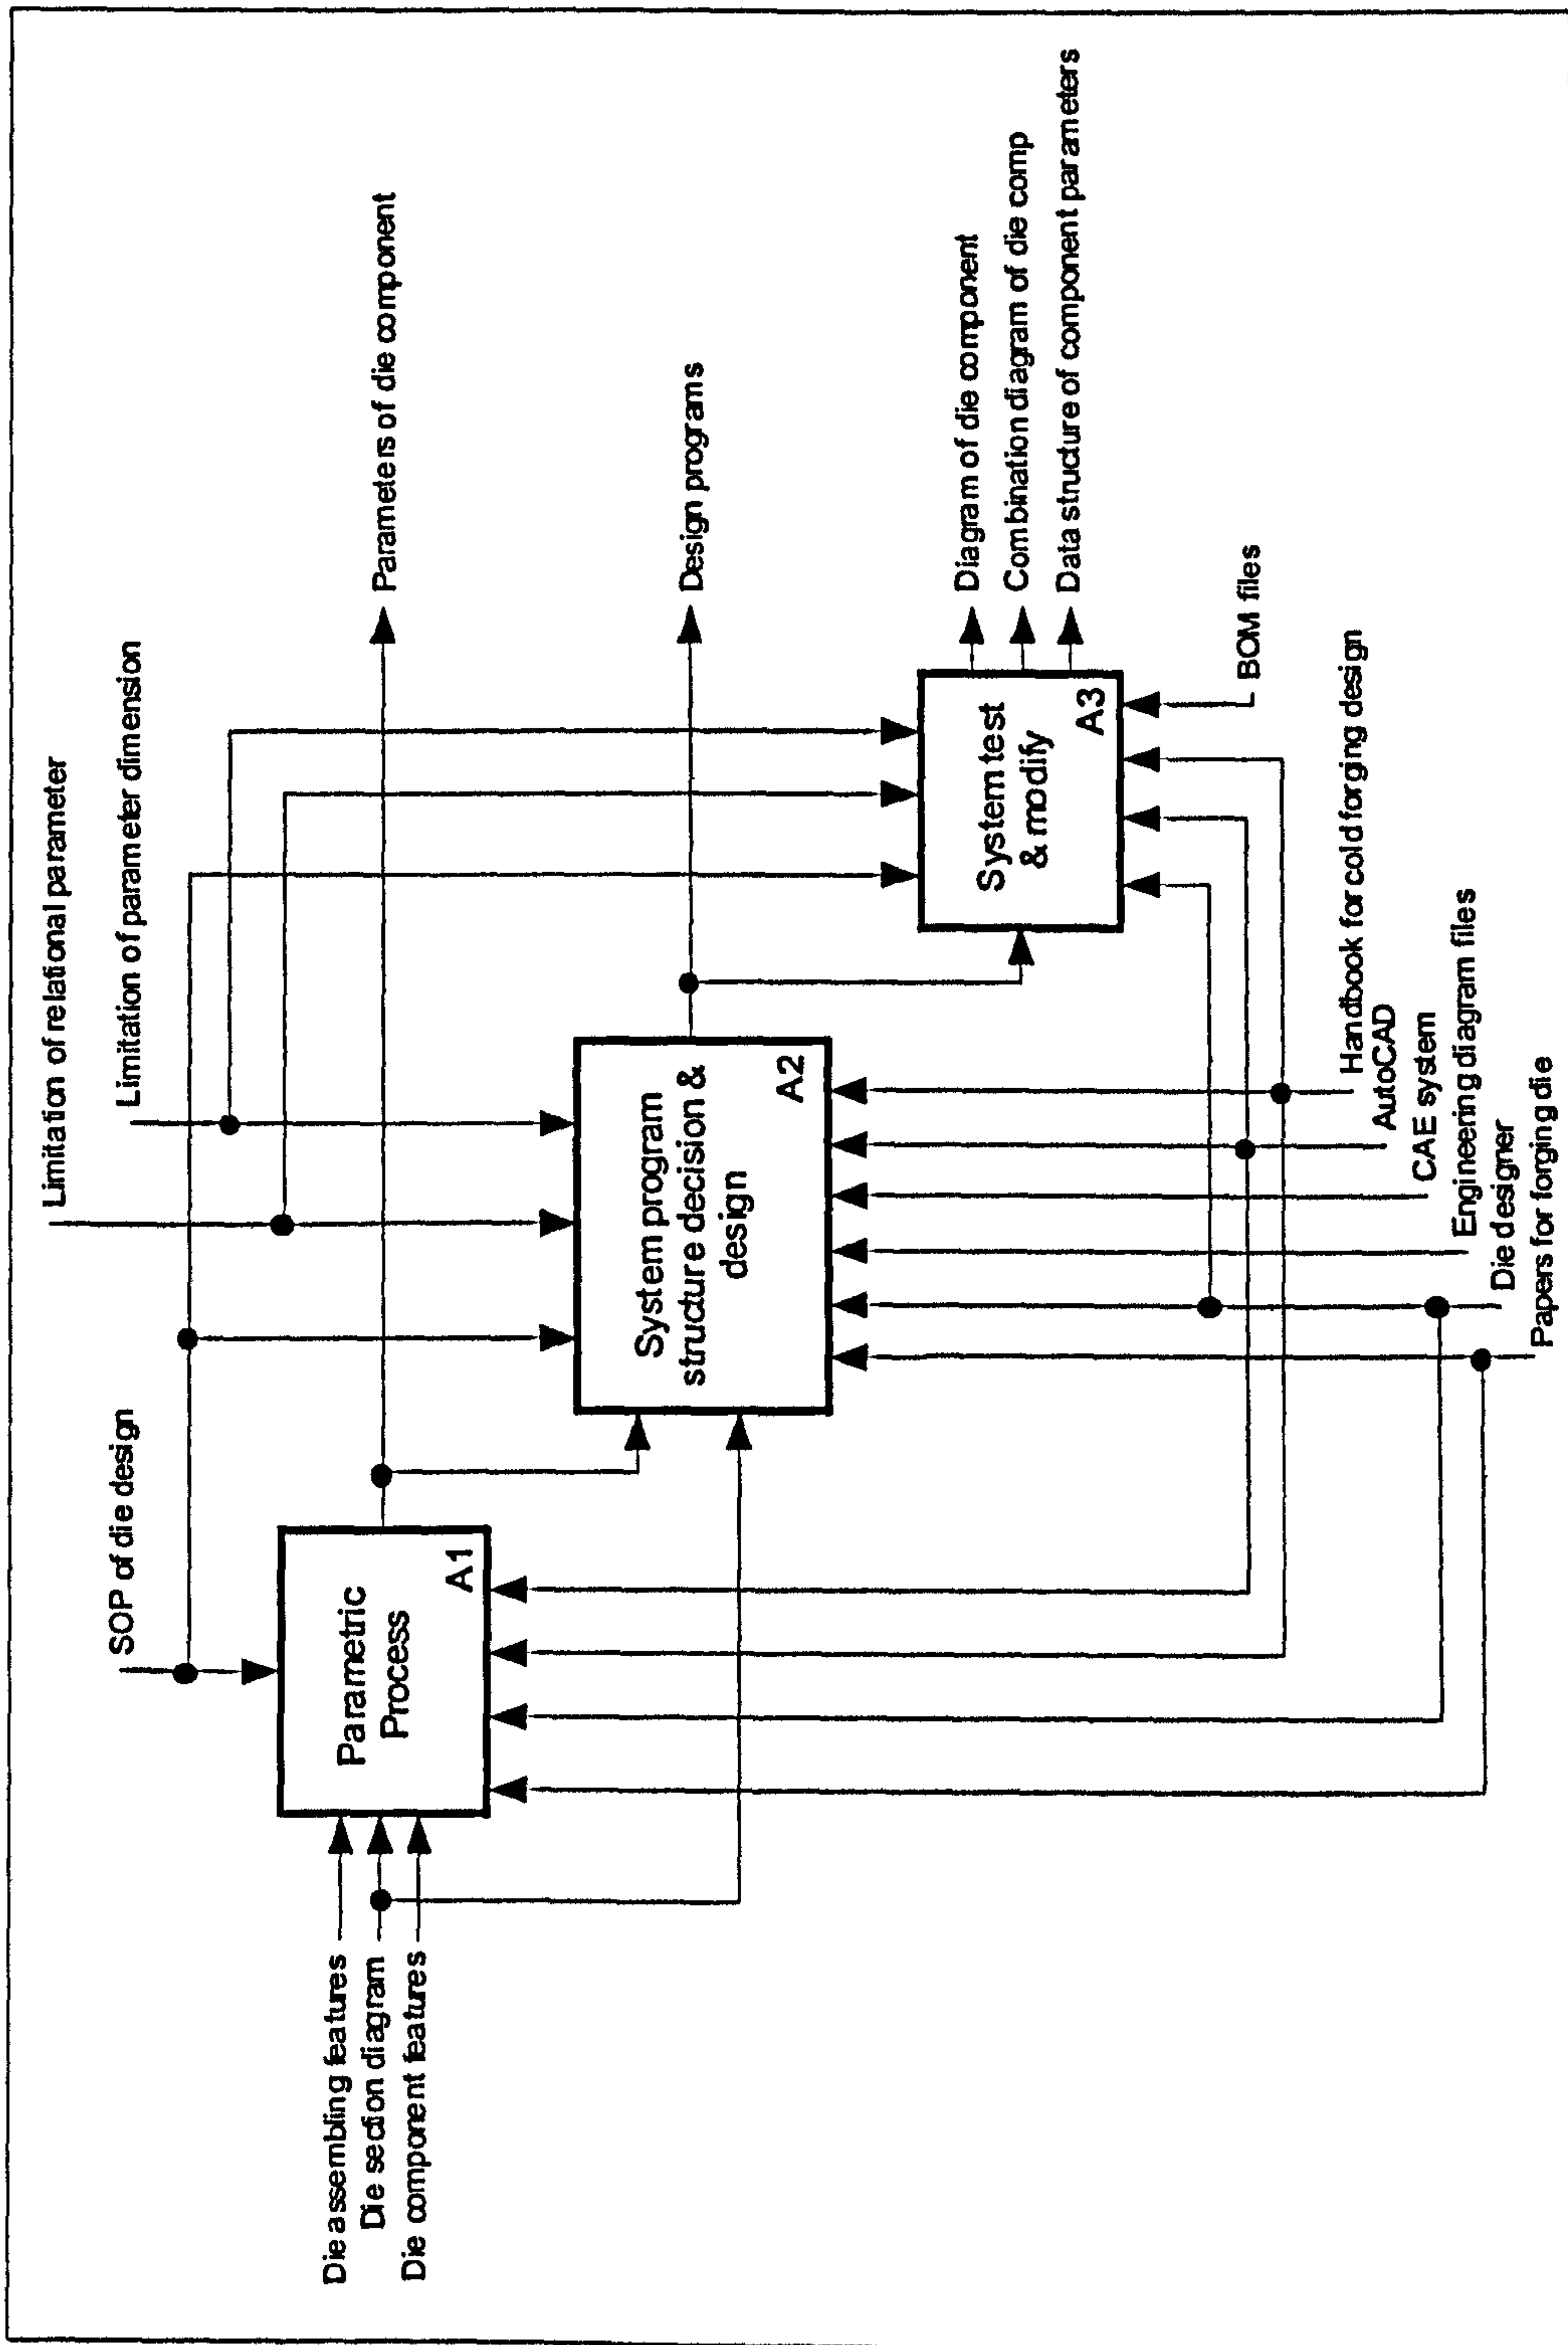 Limitation of relational parameter
Limitation of parameter dimension
SOP of die design
Die assembling features
Die section diagram
Die component features
Parametric
Process
A1
Parameters of die component
System program
structure decision &
design
A2
Design programs
System test
& modify
A3
Diagram of die component
Combination diagram of die comp
Data structure of component parameters
BOM files
Handbook for cold forging design
AutoCAD
CAE system
Engineering diagram files
Die designer
Papers for forging die